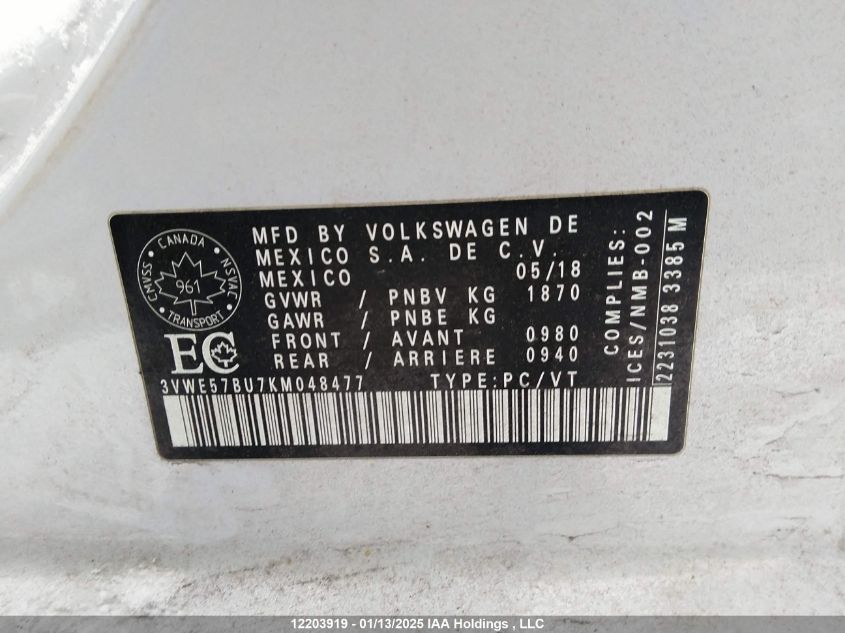 CANADA
CMVSS
NSVAC
961
TRANSPORT
EC
MFD BY VOLKSWAGEN DE
MEXICO S.A. DE C.V.
MEXICO 05/18
GVWR / PNBV KG 1870
GAWR / PNBE KG
FRONT / AVANT 0980
REAR / ARRIERE 0940
3VWE57BU7KM048477 TYPE:PC/VT
COMPLIES:
ICES/NMB-002
2231038 3385 M
12203919 - 01/13/2025 IAA Holdings , LLC